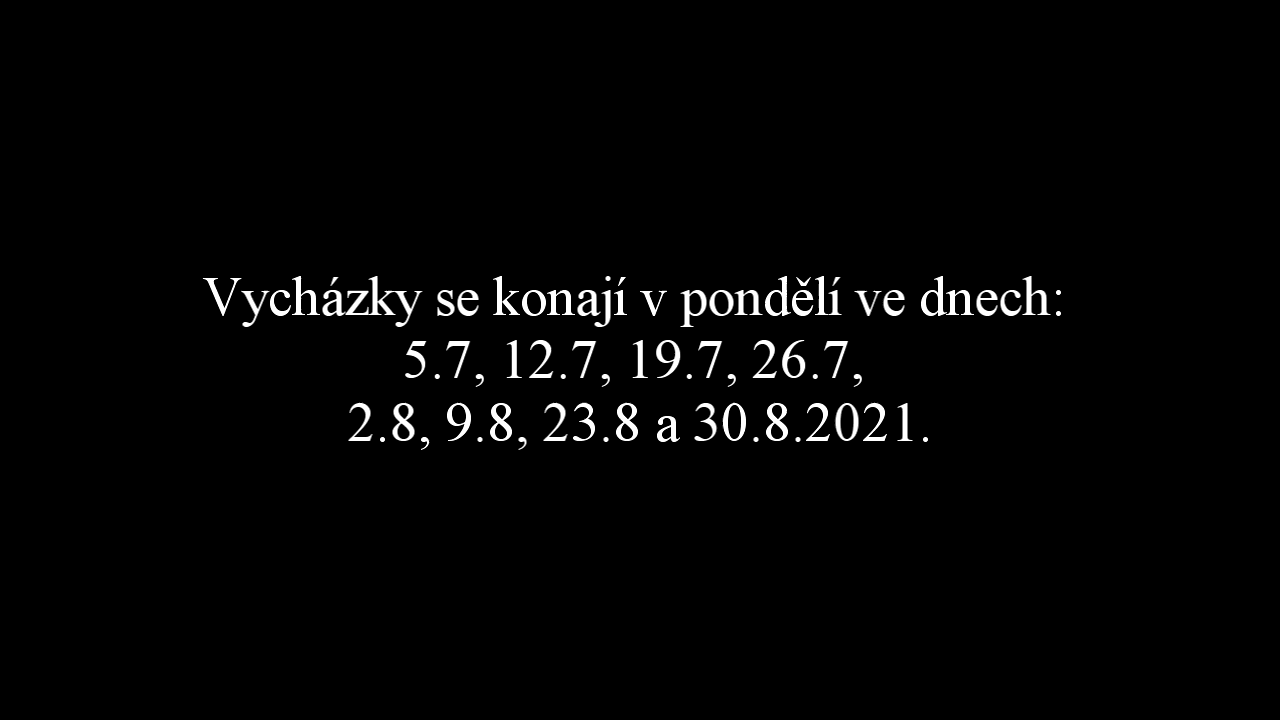 Vycházky se konají v pondělí ve dnech:
5.7, 12.7, 19.7, 26.7,
2.8, 9.8, 23.8 a 30.8.2021.